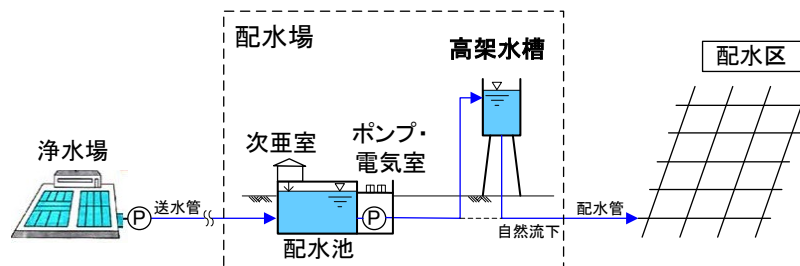 配水場
高架水槽
配水区
浄水場
次亜室
ポンプ・
電気室
P
送水管
P
配水池
自然流下
配水管